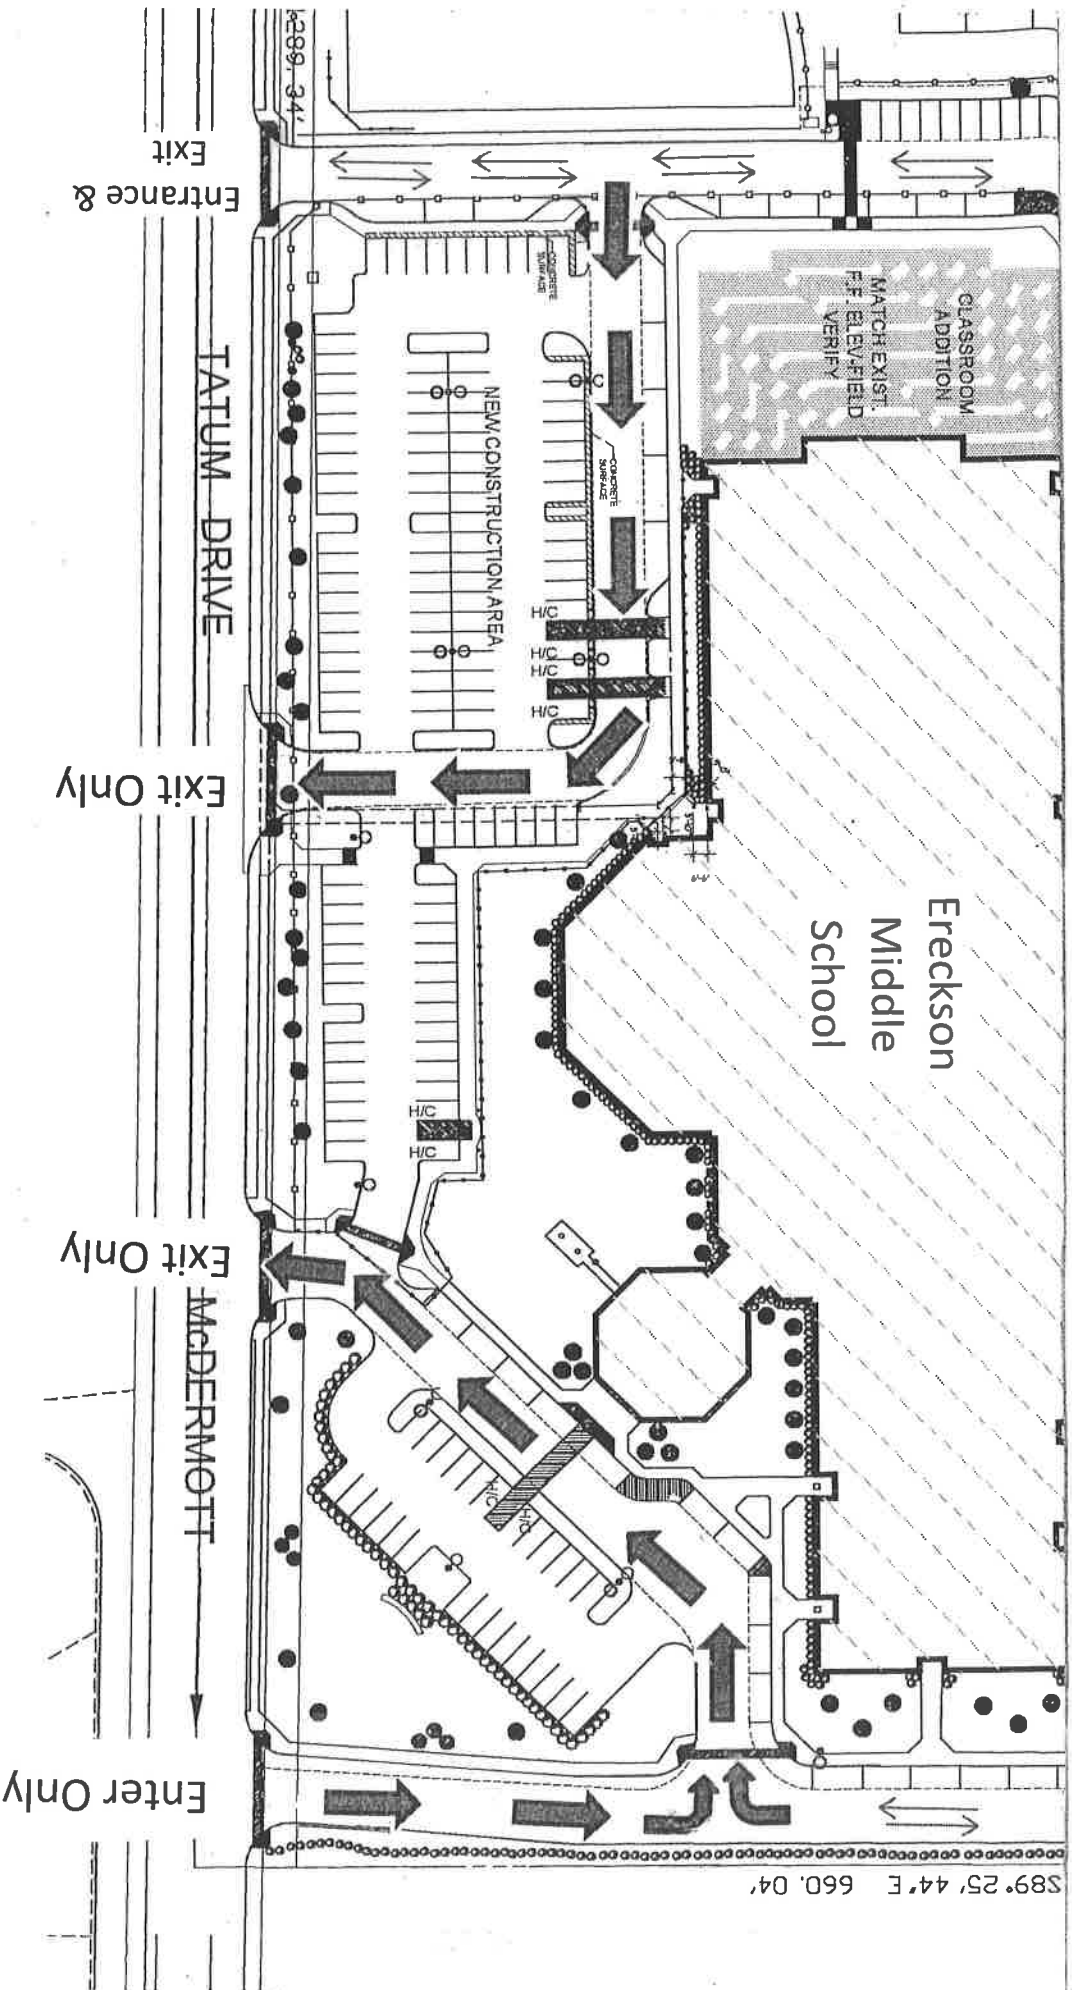 289.34'
Entrance &
Exit
TATUM DRIVE
Exit Only
Exit Only
McDERMOTT
Enter Only
S89°25'44"E 660.04'
CLASSROOM
ADDITION
MATCH EXIST.
F.F. ELEV-FIELD
VERIFY
CONCRETE
SURFACE
CONCRETE
SURFACE
NEW CONSTRUCTION AREA
H/C
H/C
H/C
H/C
Ereckson
Middle
School
H/C
H/C
H/C
H/C